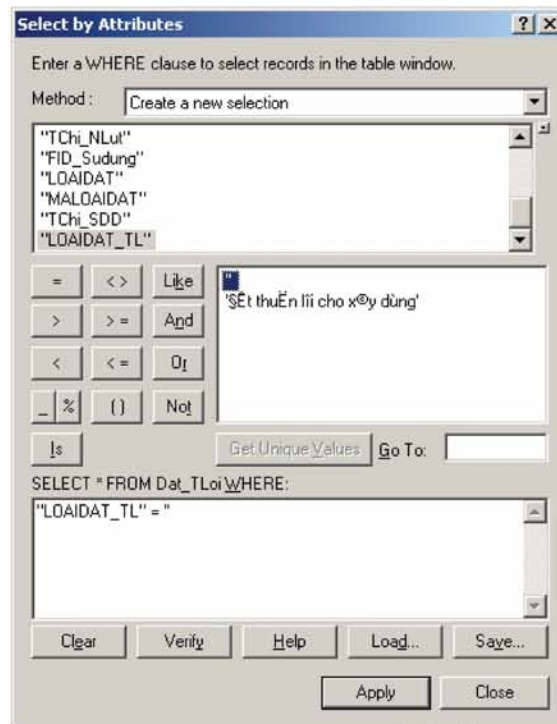 Select by Attributes
Enter a WHERE clause to select records in the table window.
Method : Create a new selection
"TChi_NLut"
"FID_Sudung"
"LOAIDAT"
"MALOAIDAT"
"TChi_SDD"
"LOAIDAT_TL"
= <> Like
> > = And
< < = Or
_ % ( ) Not
Is
''
'§Êt thuËn lîi cho x©y dùng'
Get Unique Values Go To:
SELECT * FROM Dat_TLoi WHERE:
"LOAIDAT_TL" = ''
Clear Verify Help Load... Save...
Apply Close